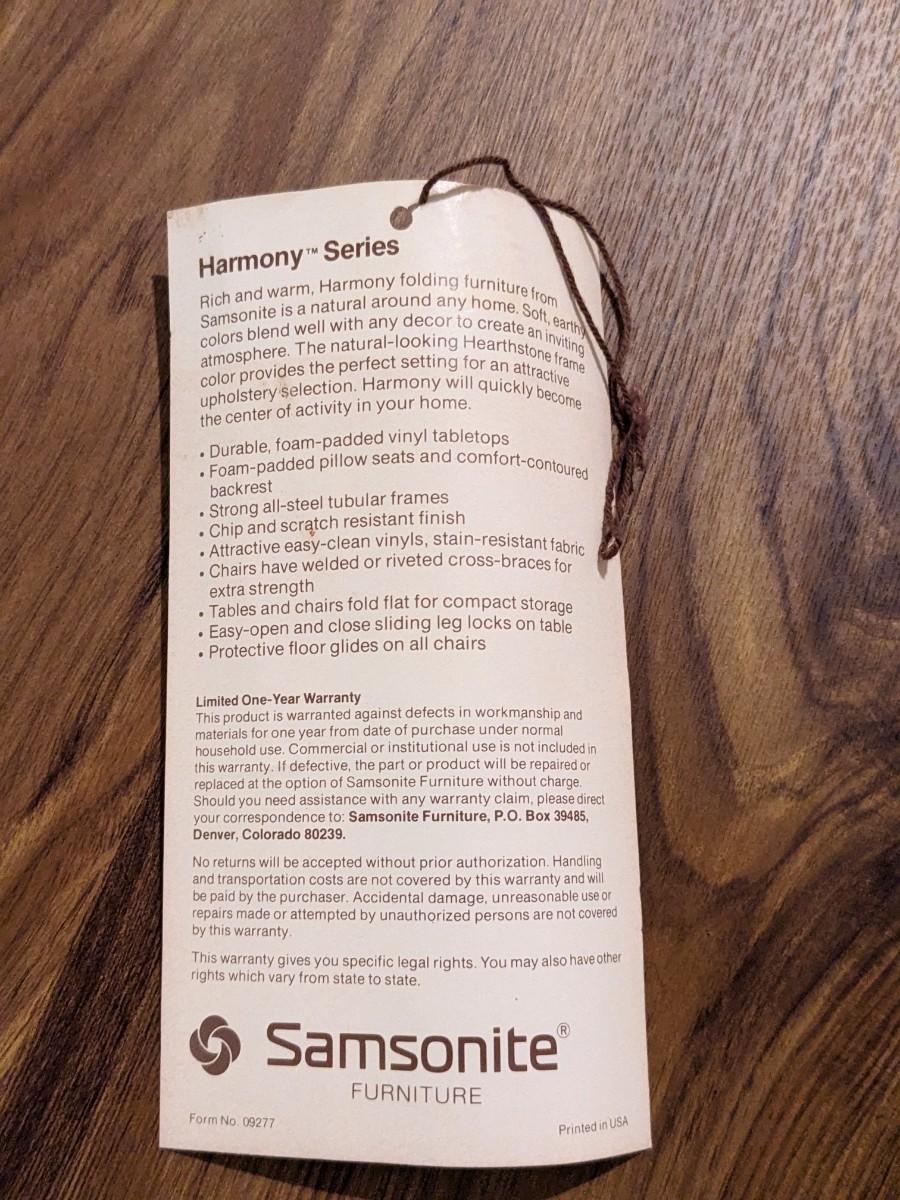 Harmony™ Series
Rich and warm, Harmony folding furniture from
Samsonite is a natural around any home. Soft, earthy
colors blend well with any decor to create an inviting
atmosphere. The natural-looking Hearthstone frame
color provides the perfect setting for an attractive
upholstery selection. Harmony will quickly become
the center of activity in your home.
• Durable, foam-padded vinyl tabletops
• Foam-padded pillow seats and comfort-contoured
backrest
• Strong all-steel tubular frames
• Chip and scratch resistant finish
• Attractive easy-clean vinyls, stain-resistant fabric
• Chairs have welded or riveted cross-braces for
extra strength
• Tables and chairs fold flat for compact storage
• Easy-open and close sliding leg locks on table
• Protective floor glides on all chairs
Limited One-Year Warranty
This product is warranted against defects in workmanship and
materials for one year from date of purchase under normal
household use. Commercial or institutional use is not included in
this warranty. If defective, the part or product will be repaired or
replaced at the option of Samsonite Furniture without charge.
Should you need assistance with any warranty claim, please direct
your correspondence to: Samsonite Furniture, P.O. Box 39485,
Denver, Colorado 80239.
No returns will be accepted without prior authorization. Handling
and transportation costs are not covered by this warranty and will
be paid by the purchaser. Accidental damage, unreasonable use or
repairs made or attempted by unauthorized persons are not covered
by this warranty.
This warranty gives you specific legal rights. You may also have other
rights which vary from state to state.
Samsonite®
FURNITURE
Form No. 09277
Printed in USA